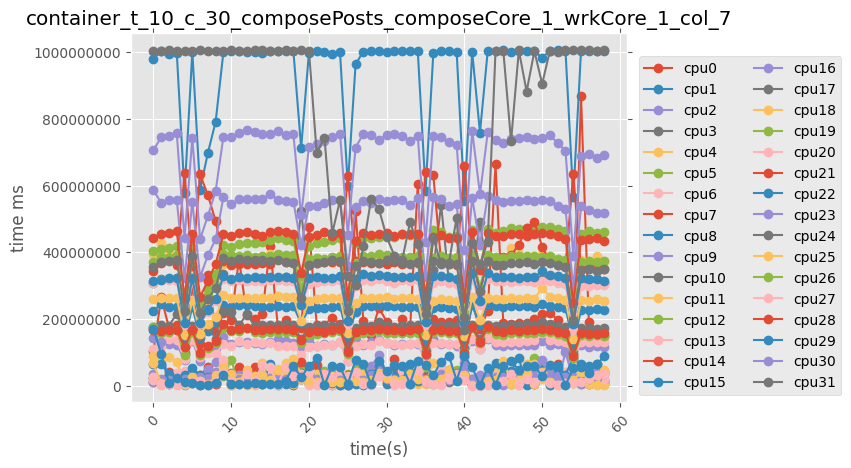 container_t_10_c_30_composePosts_composeCore_1_wrkCore_1_col_7
1000000000
800000000
600000000
400000000
200000000
0
time ms
0
10
20
30
40
50
60
time(s)
cpu0
cpu1
cpu2
cpu3
cpu4
cpu5
cpu6
cpu7
cpu8
cpu9
cpu10
cpu11
cpu12
cpu13
cpu14
cpu15
cpu16
cpu17
cpu18
cpu19
cpu20
cpu21
cpu22
cpu23
cpu24
cpu25
cpu26
cpu27
cpu28
cpu29
cpu30
cpu31